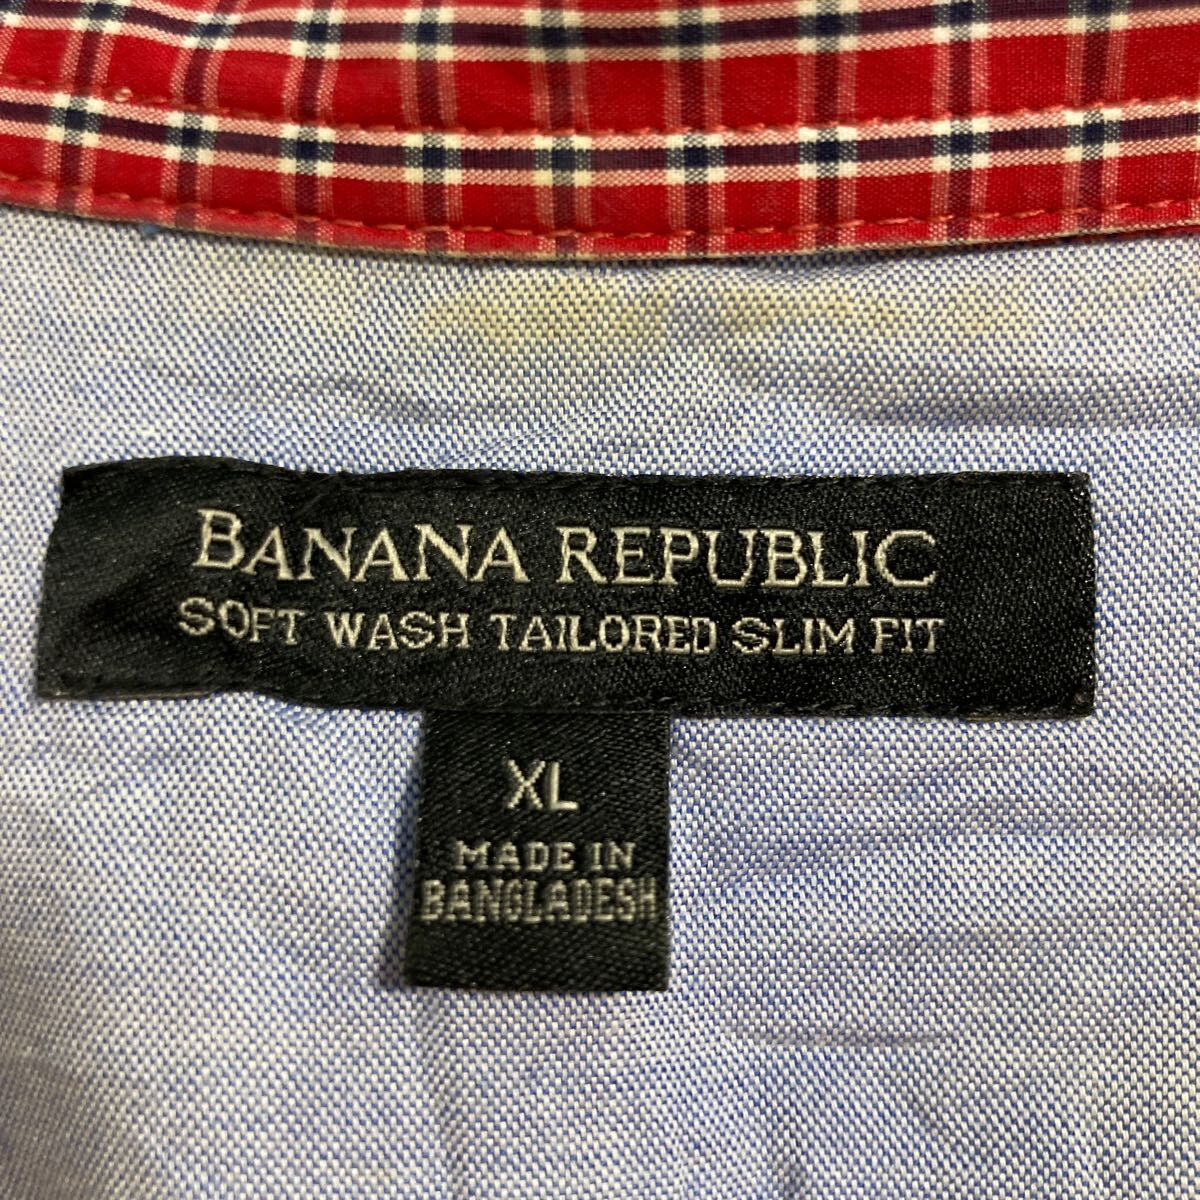 BANANA REPUBLIC
SOFT WASH TAILORED SLIM FIT
XL
MADE IN
BANGLADESH